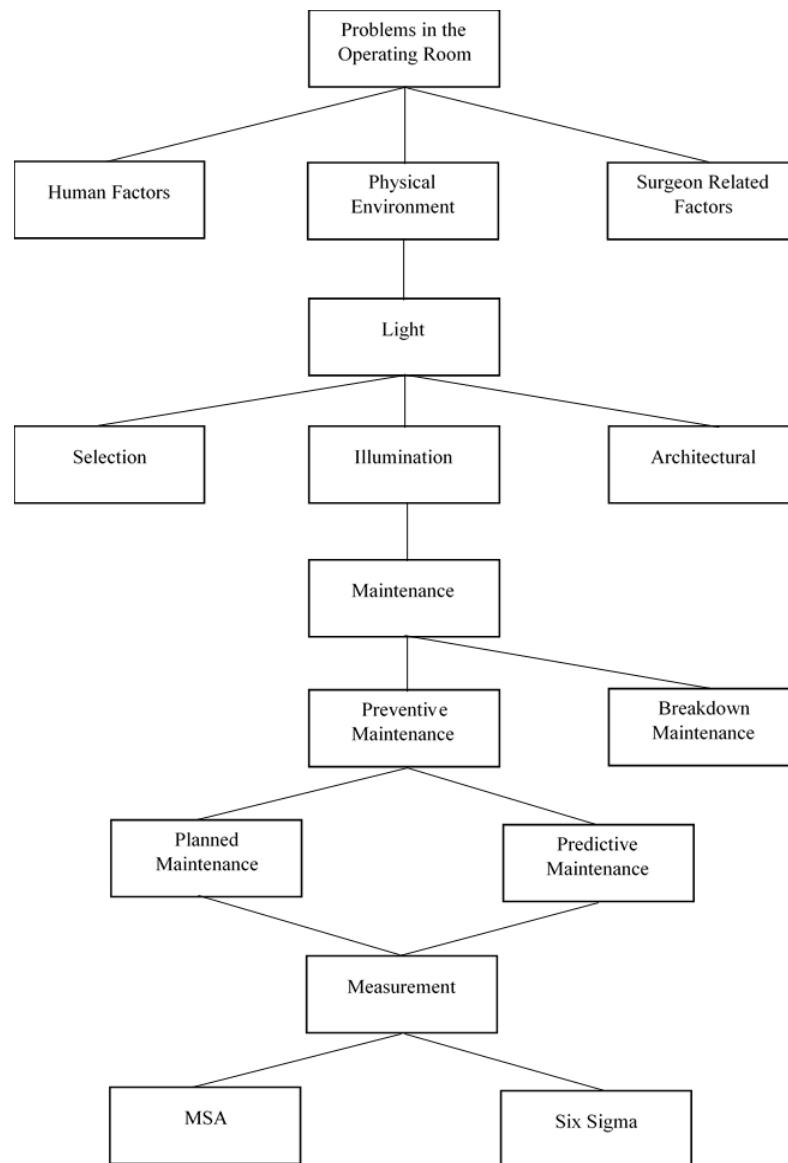 Problems in the
Operating Room
Human Factors
Physical
Environment
Surgeon Related
Factors
Light
Selection
Illumination
Architectural
Maintenance
Preventive
Maintenance
Breakdown
Maintenance
Planned
Maintenance
Predictive
Maintenance
Measurement
MSA
Six Sigma